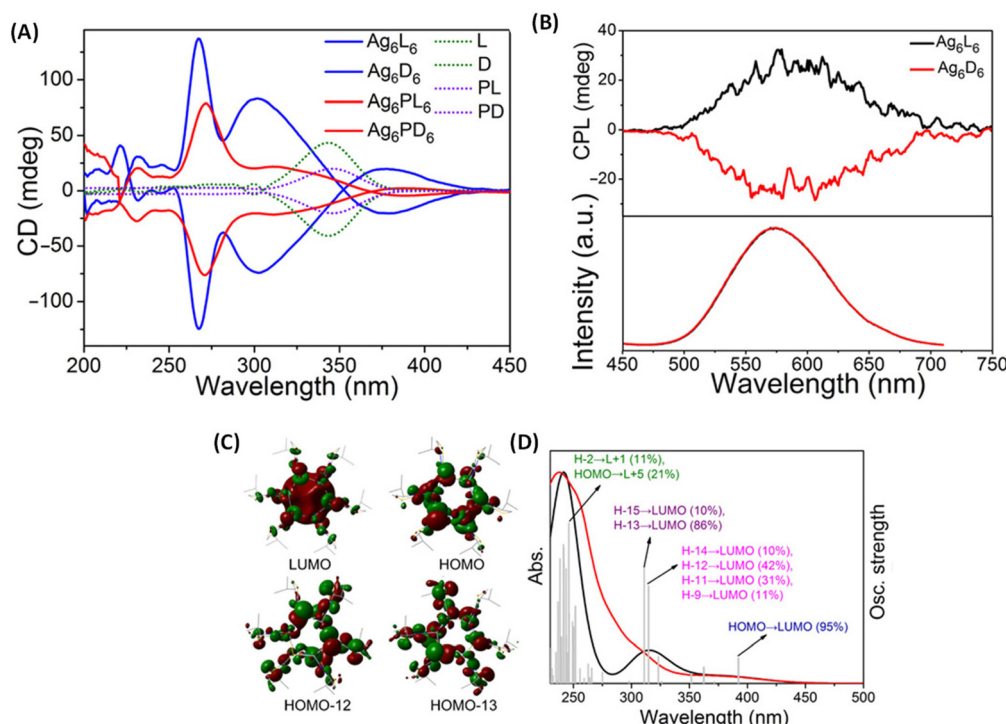 (A)
CD (mdeg)
100
50
0
−50
−100
Ag₆L₆
Ag₆D₆
Ag₆PL₆
Ag₆PD₆
L
D
PL
PD
200 250 300 350 400 450
Wavelength (nm)
(B)
CPL (mdeg)
40
20
0
−20
Ag₆L₆
Ag₆D₆
Intensity (a.u.)
450 500 550 600 650 700 750
Wavelength (nm)
(C)
LUMO HOMO
HOMO-12 HOMO-13
(D)
Abs.
H-2→L+1 (11%),
HOMO→L+5 (21%)
H-15→LUMO (10%),
H-13→LUMO (86%)
H-14→LUMO (10%),
H-12→LUMO (42%),
H-11→LUMO (31%),
H-9→LUMO (11%)
HOMO→LUMO (95%)
Osc. strength
250 300 350 400 450 500
Wavelength (nm)